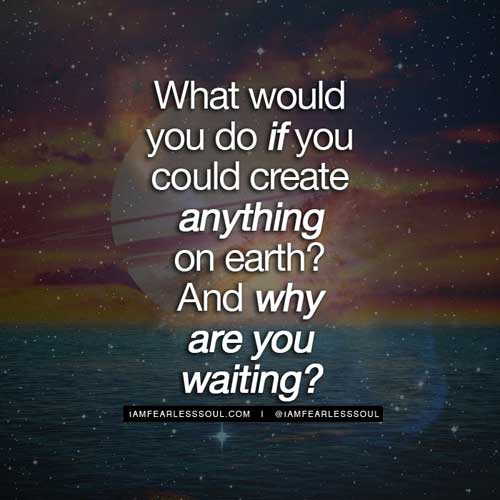 What would
you do if you
could create
anything
on earth?
And why
are you
waiting?
IAMFEARLESSSOUL.COM | @IAMFEARLESSSOUL